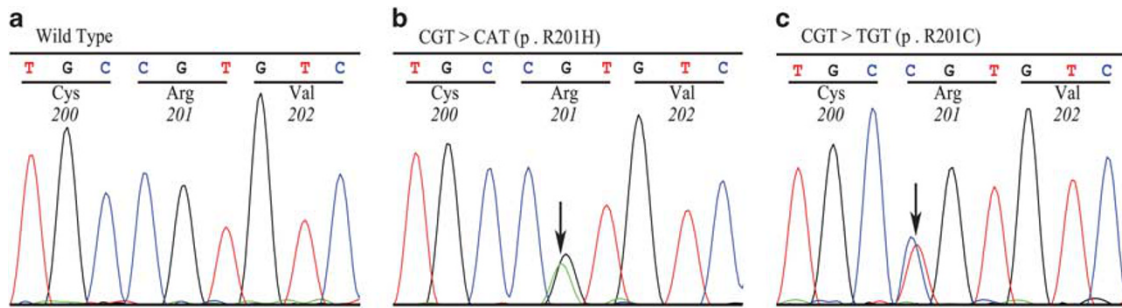 a
Wild Type
T G C C G T G T C
Cys Arg Val
200 201 202
b
CGT > CAT (p . R201H)
T G C C G T G T C
Cys Arg Val
200 201 202
c
CGT > TGT (p . R201C)
T G C C G T G T C
Cys Arg Val
200 201 202